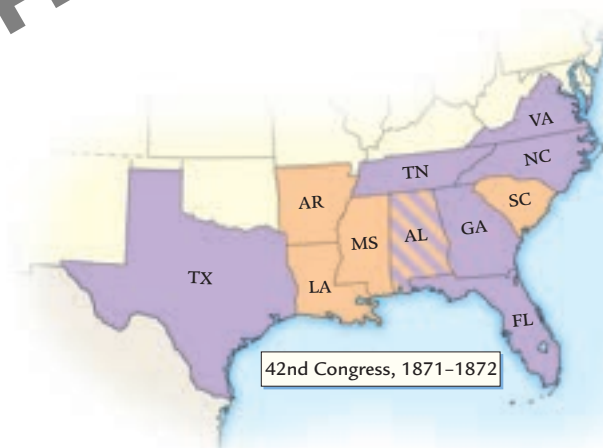 VA
NC
TN
SC
AR
GA
AL
MS
TX
LA
FL
42nd Congress, 1871–1872